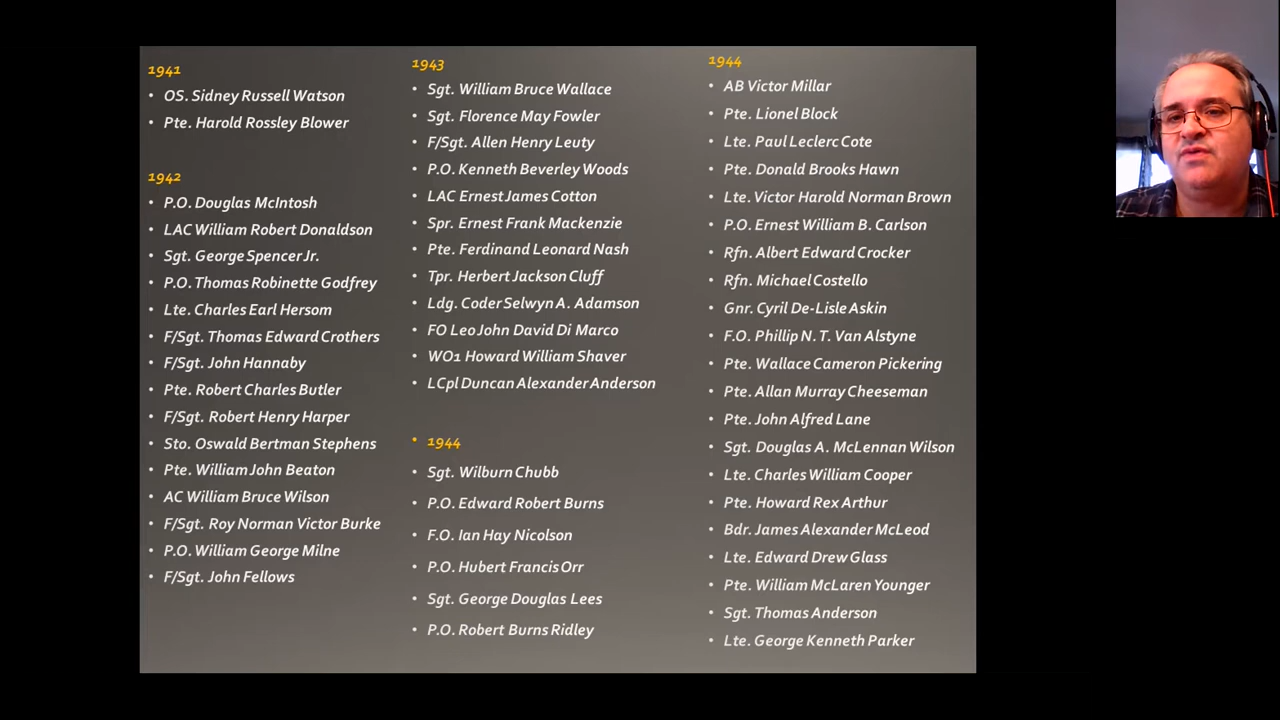 1941
• OS. Sidney Russell Watson
• Pte. Harold Rossley Blower
1942
• P.O. Douglas McIntosh
• LAC William Robert Donaldson
• Sgt. George Spencer Jr.
• P.O. Thomas Robinette Godfrey
• Lte. Charles Earl Hersom
• F/Sgt. Thomas Edward Crothers
• F/Sgt. John Hannaby
• Pte. Robert Charles Butler
• F/Sgt. Robert Henry Harper
• Sto. Oswald Bertman Stephens
• Pte. William John Beaton
• AC William Bruce Wilson
• F/Sgt. Roy Norman Victor Burke
• P.O. William George Milne
• F/Sgt. John Fellows
1943
• Sgt. William Bruce Wallace
• Sgt. Florence May Fowler
• F/Sgt. Allen Henry Leuty
• P.O. Kenneth Beverley Woods
• LAC Ernest James Cotton
• Spr. Ernest Frank Mackenzie
• Pte. Ferdinand Leonard Nash
• Tpr. Herbert Jackson Cluff
• Ldg. Coder Selwyn A. Adamson
• FO Leo John David Di Marco
• WO1 Howard William Shaver
• LCpl Duncan Alexander Anderson
• 1944
• Sgt. Wilburn Chubb
• P.O. Edward Robert Burns
• F.O. Ian Hay Nicolson
• P.O. Hubert Francis Orr
• Sgt. George Douglas Lees
• P.O. Robert Burns Ridley
1944
• AB Victor Millar
• Pte. Lionel Block
• Lte. Paul Leclerc Cote
• Pte. Donald Brooks Hawn
• Lte. Victor Harold Norman Brown
• P.O. Ernest William B. Carlson
• Rfn. Albert Edward Crocker
• Rfn. Michael Costello
• Gnr. Cyril De-Lisle Askin
• F.O. Phillip N. T. Van Alstyne
• Pte. Wallace Cameron Pickering
• Pte. Allan Murray Cheeseman
• Pte. John Alfred Lane
• Sgt. Douglas A. McLennan Wilson
• Lte. Charles William Cooper
• Pte. Howard Rex Arthur
• Bdr. James Alexander McLeod
• Lte. Edward Drew Glass
• Pte. William McLaren Younger
• Sgt. Thomas Anderson
• Lte. George Kenneth Parker